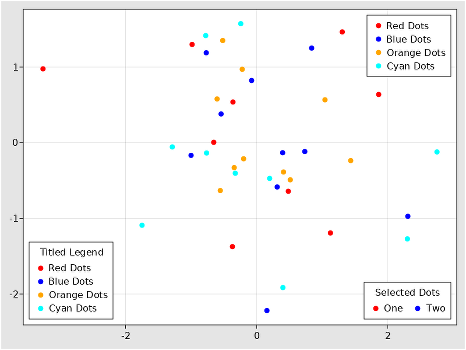 Red Dots
Blue Dots
Orange Dots
Cyan Dots
1
0
-1
-2
Titled Legend
Red Dots
Blue Dots
Orange Dots
Cyan Dots
Selected Dots
One Two
-2 0 2